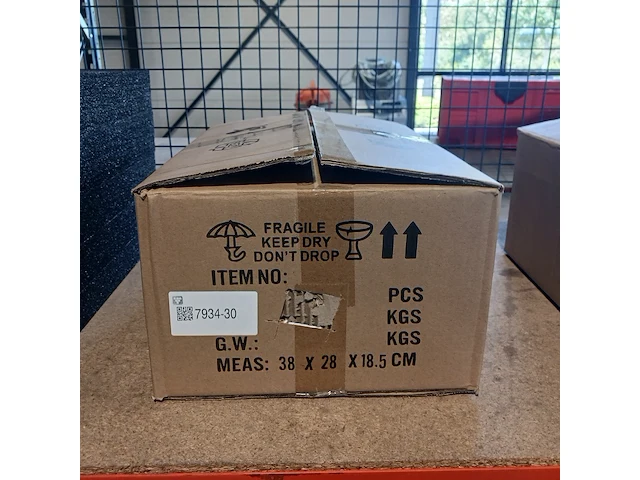 FRAGILE
KEEP DRY
DON'T DROP
ITEM NO:
PCS
7934-30
KGS
G.W.: KGS
MEAS: 38 X 28 X 18.5 CM